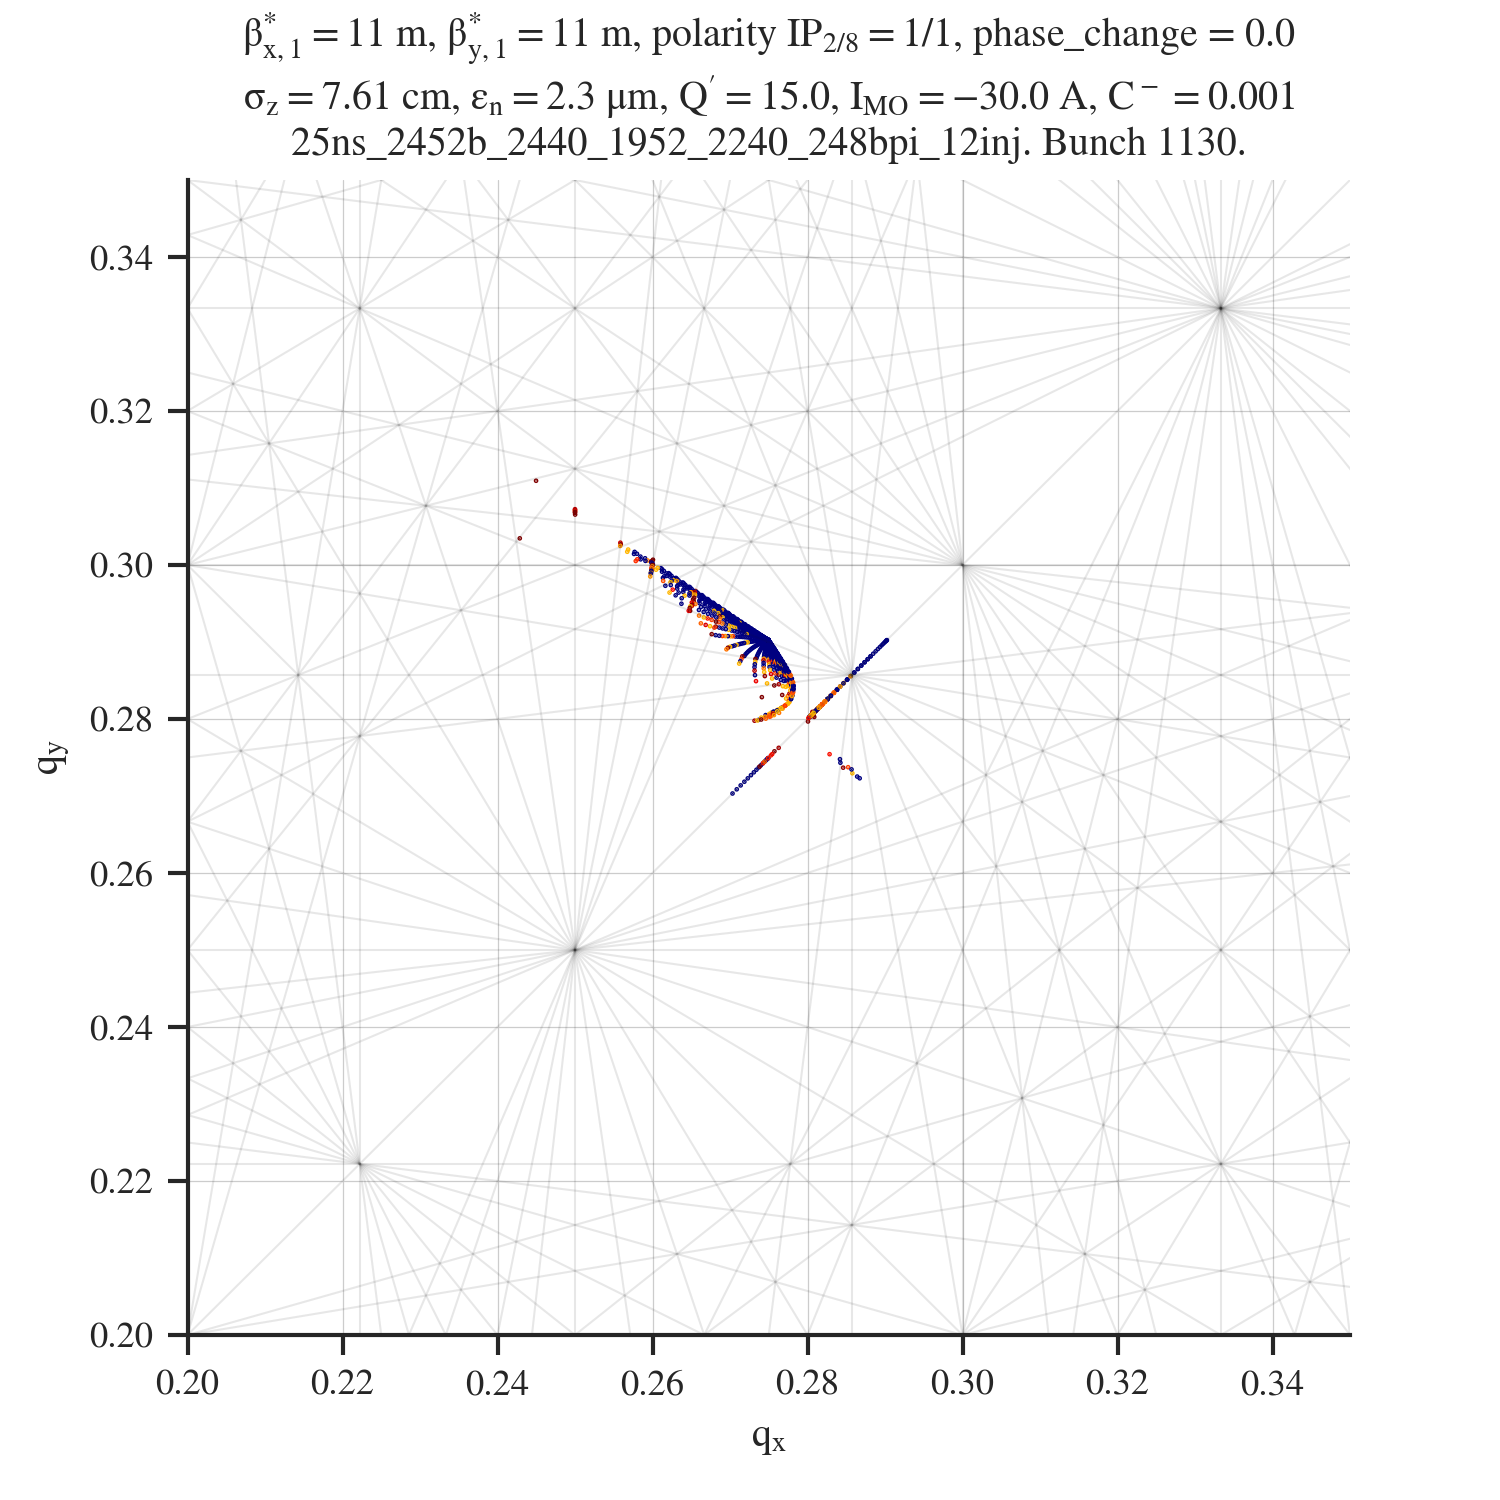 β*x, 1 = 11 m, β*y, 1 = 11 m, polarity IP2/8 = 1/1, phase_change = 0.0
σz = 7.61 cm, εn = 2.3 μm, Q′ = 15.0, IMO = −30.0 A, C− = 0.001
25ns_2452b_2440_1952_2240_248bpi_12inj. Bunch 1130.
0.34
0.32
0.30
0.28
0.26
0.24
0.22
0.20
qy
0.20 0.22 0.24 0.26 0.28 0.30 0.32 0.34
qx